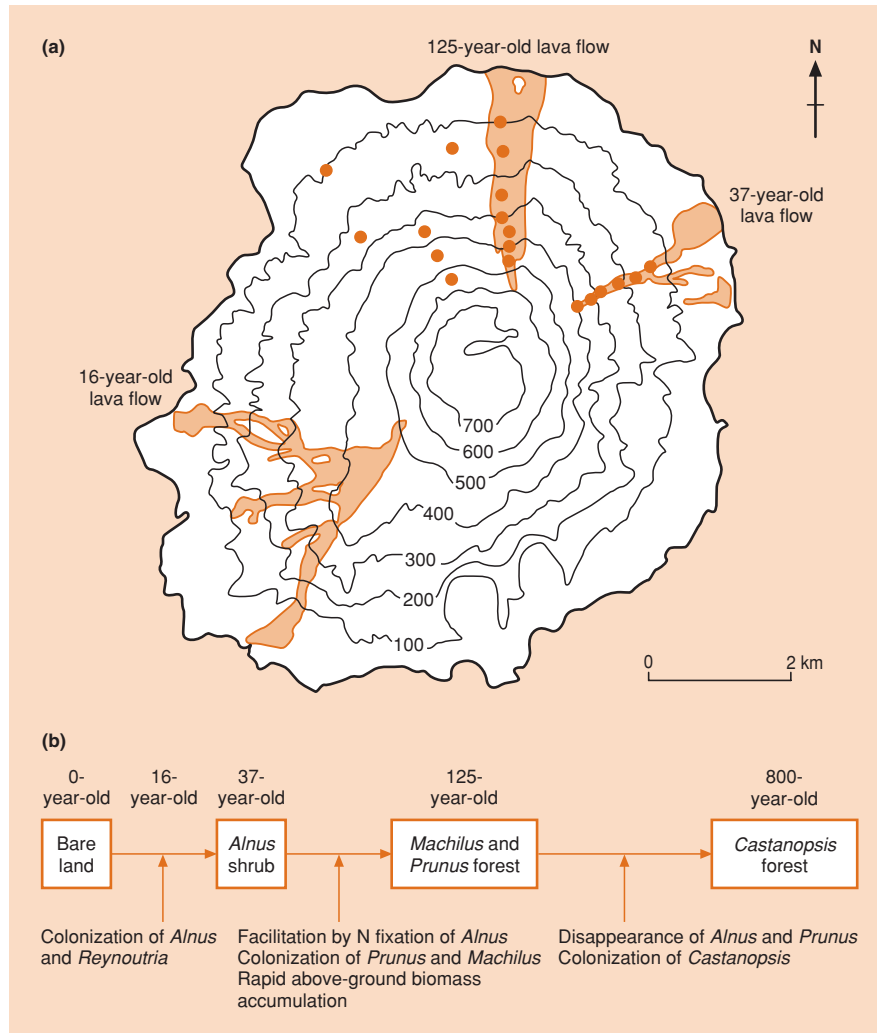 (a)
125-year-old lava flow
N
37-year-old
lava flow
16-year-old
lava flow
700
600
500
400
300
200
100
0 2 km
(b)
0-
year-old
16-
year-old
37-
year-old
125-
year-old
800-
year-old
Bare
land
Alnus
shrub
Machilus and
Prunus forest
Castanopsis
forest
Colonization of Alnus
and Reynoutria
Facilitation by N fixation of Alnus
Colonization of Prunus and Machilus
Rapid above-ground biomass
accumulation
Disappearance of Alnus and Prunus
Colonization of Castanopsis